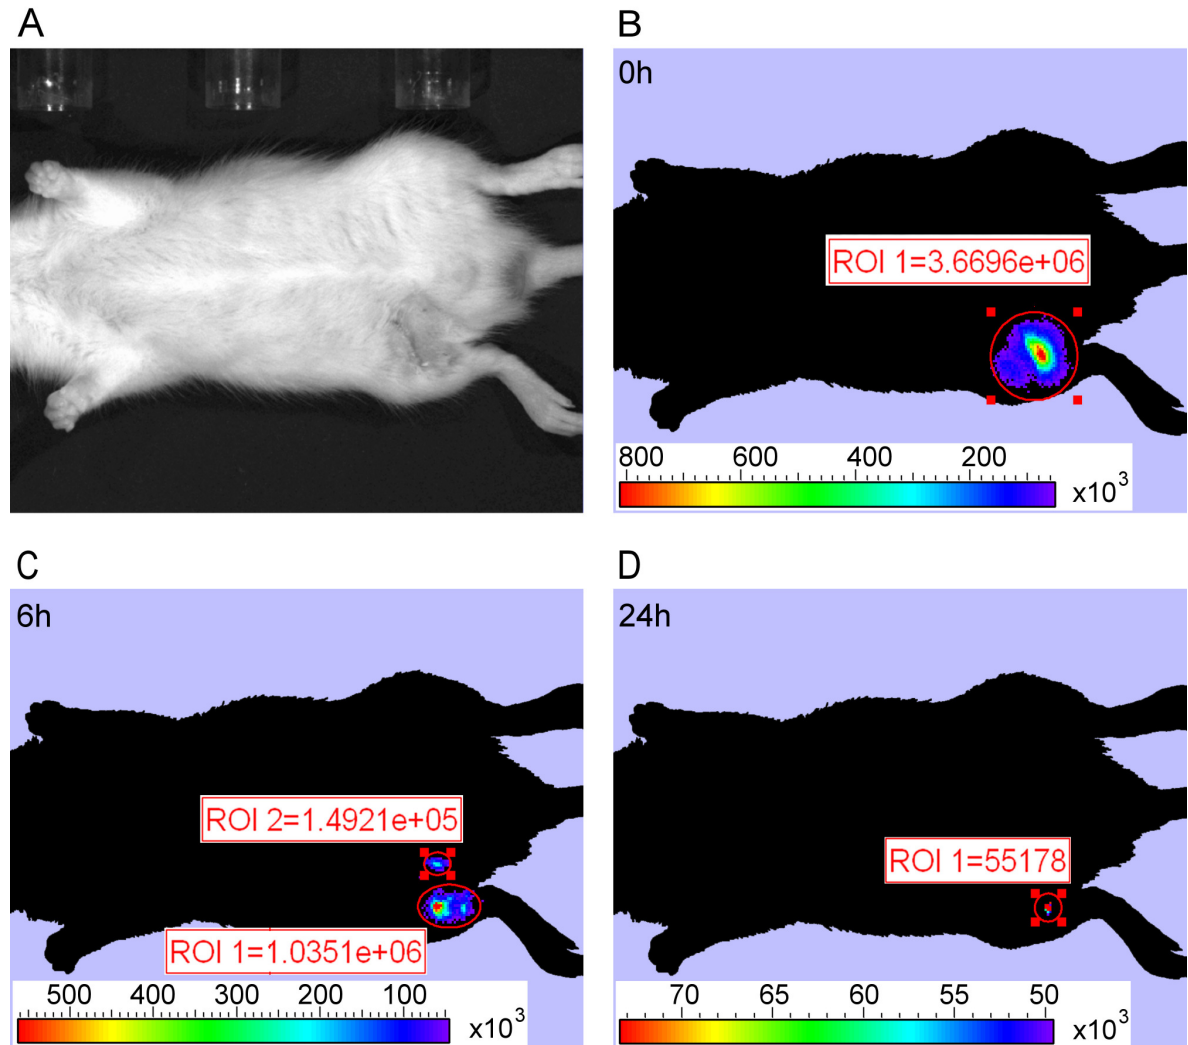 A
B
0h
ROI 1=3.6696e+06
800 600 400 200
x10³
C
6h
ROI 2=1.4921e+05
ROI 1=1.0351e+06
500 400 300 200 100
x10³
D
24h
ROI 1=55178
70 65 60 55 50
x10³